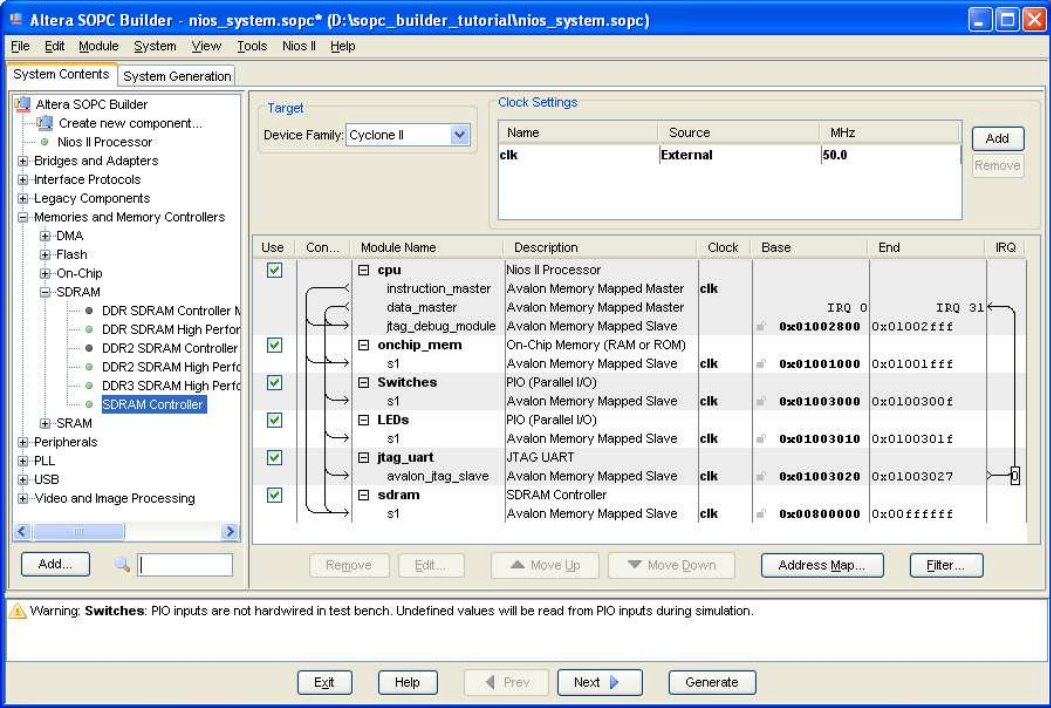 Altera SOPC Builder - nios_system.sopc* (D:\sopc_builder_tutorial\nios_system.sopc)
File Edit Module System View Tools Nios II Help
System Contents System Generation
Altera SOPC Builder
Create new component...
Nios II Processor
Bridges and Adapters
Interface Protocols
Legacy Components
Memories and Memory Controllers
DMA
Flash
On-Chip
SDRAM
DDR SDRAM Controller M
DDR SDRAM High Perfor
DDR2 SDRAM Controller
DDR2 SDRAM High Perfo
DDR3 SDRAM High Perfo
SDRAM Controller
SRAM
Peripherals
PLL
USB
Video and Image Processing
Add...
Target
Device Family: Cyclone II
Clock Settings
Name Source MHz
clk External 50.0
Add
Remove
Use Con... Module Name Description Clock Base End IRQ
cpu Nios II Processor
instruction_master Avalon Memory Mapped Master clk
data_master Avalon Memory Mapped Master IRQ 0 IRQ 31
jtag_debug_module Avalon Memory Mapped Slave 0x01002800 0x01002fff
onchip_mem On-Chip Memory (RAM or ROM)
s1 Avalon Memory Mapped Slave clk 0x01001000 0x01001fff
Switches PIO (Parallel I/O)
s1 Avalon Memory Mapped Slave clk 0x01003000 0x0100300f
LEDs PIO (Parallel I/O)
s1 Avalon Memory Mapped Slave clk 0x01003010 0x0100301f
jtag_uart JTAG UART
avalon_jtag_slave Avalon Memory Mapped Slave clk 0x01003020 0x01003027 0
sdram SDRAM Controller
s1 Avalon Memory Mapped Slave clk 0x00800000 0x00ffffff
Remove Edit... Move Up Move Down Address Map... Filter...
Warning: Switches: PIO inputs are not hardwired in test bench. Undefined values will be read from PIO inputs during simulation.
Exit Help Prev Next Generate